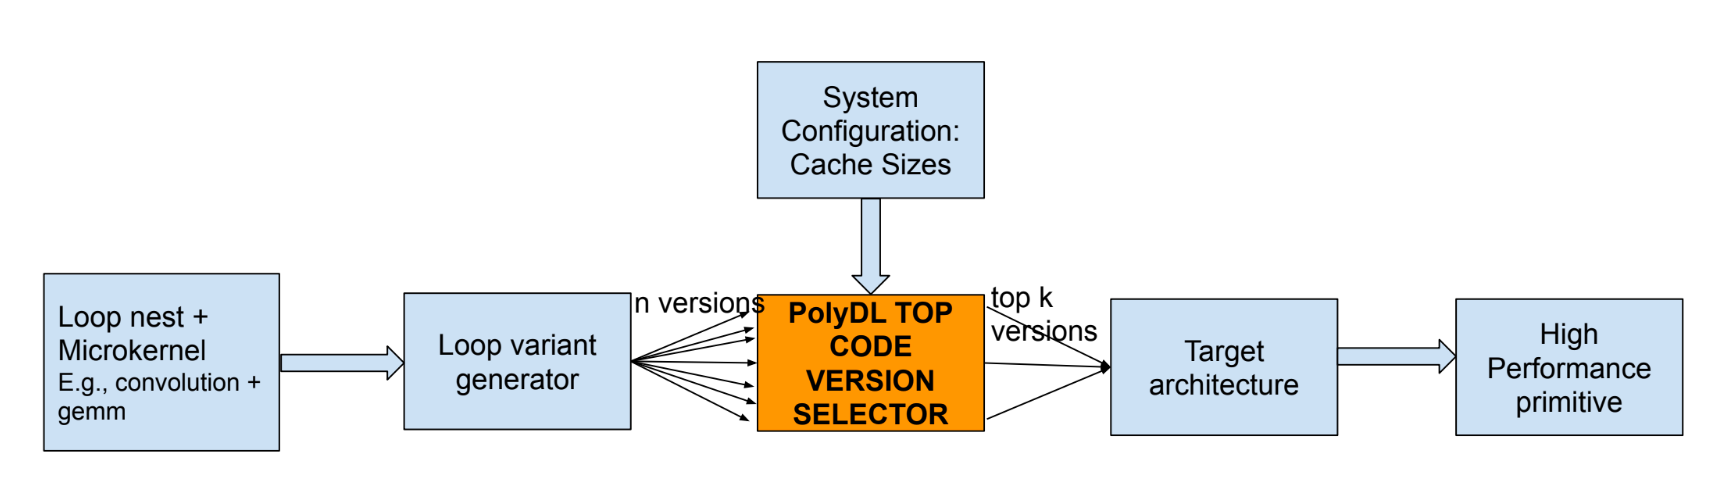 System
Configuration:
Cache Sizes
Loop nest +
Microkernel
E.g., convolution +
gemm
Loop variant
generator
n versions
PolyDL TOP
CODE
VERSION
SELECTOR
top k
versions
Target
architecture
High
Performance
primitive